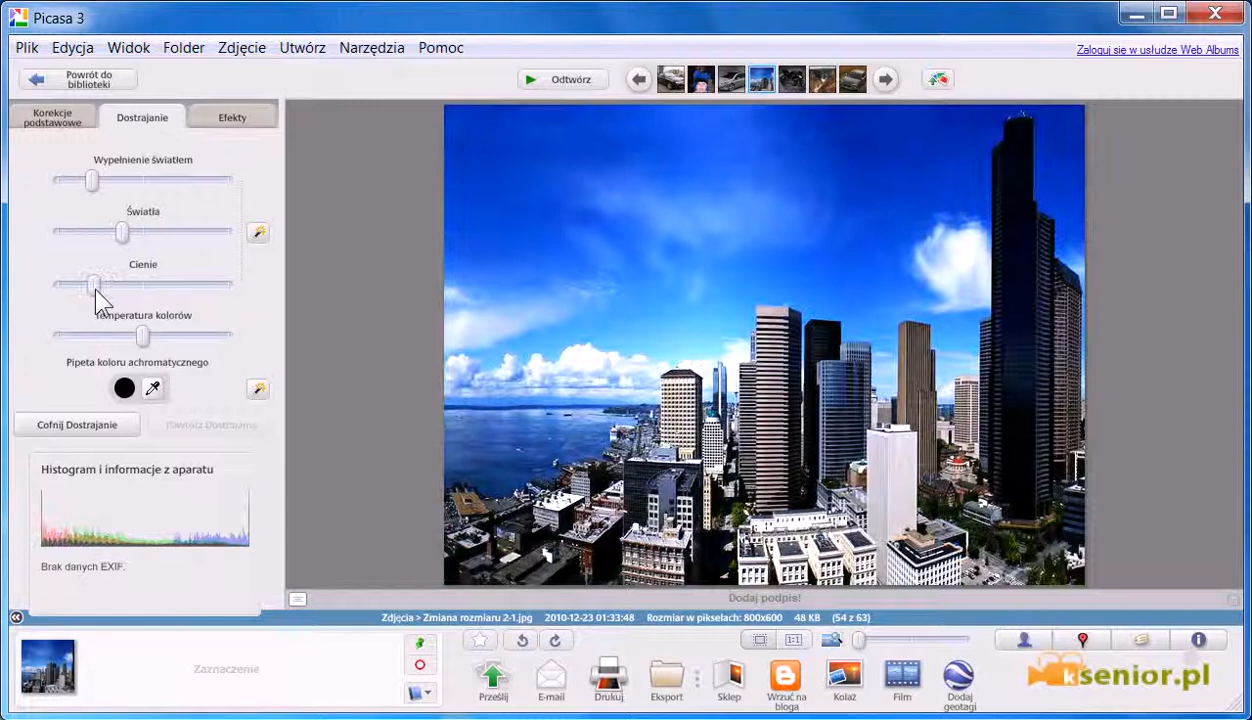 Picasa 3
Plik Edycja Widok Folder Zdjęcie Utwórz Narzędzia Pomoc
Zaloguj się w usłudze Web Albums
Powrót do
biblioteki
Odtwórz
Korekcje
podstawowe
Dostrajanie
Efekty
Wypełnienie światłem
Światła
Cienie
Temperatura kolorów
Pipeta koloru achromatycznego
Cofnij Dostrajanie
Histogram i informacje z aparatu
Brak danych EXIF.
Dodaj podpis!
Zdjęcia > Zmiana rozmiaru 2-1.jpg 2010-12-23 01:33:48 Rozmiar w pikselach: 800x600 48 KB (54 z 63)
Zaznaczenie
1:1
Prześlij
E-mail
Drukuj
Eksport
Sklep
Wrzuć na
bloga
Kolaż
Film
Dodaj
geotagi
ksenior.pl